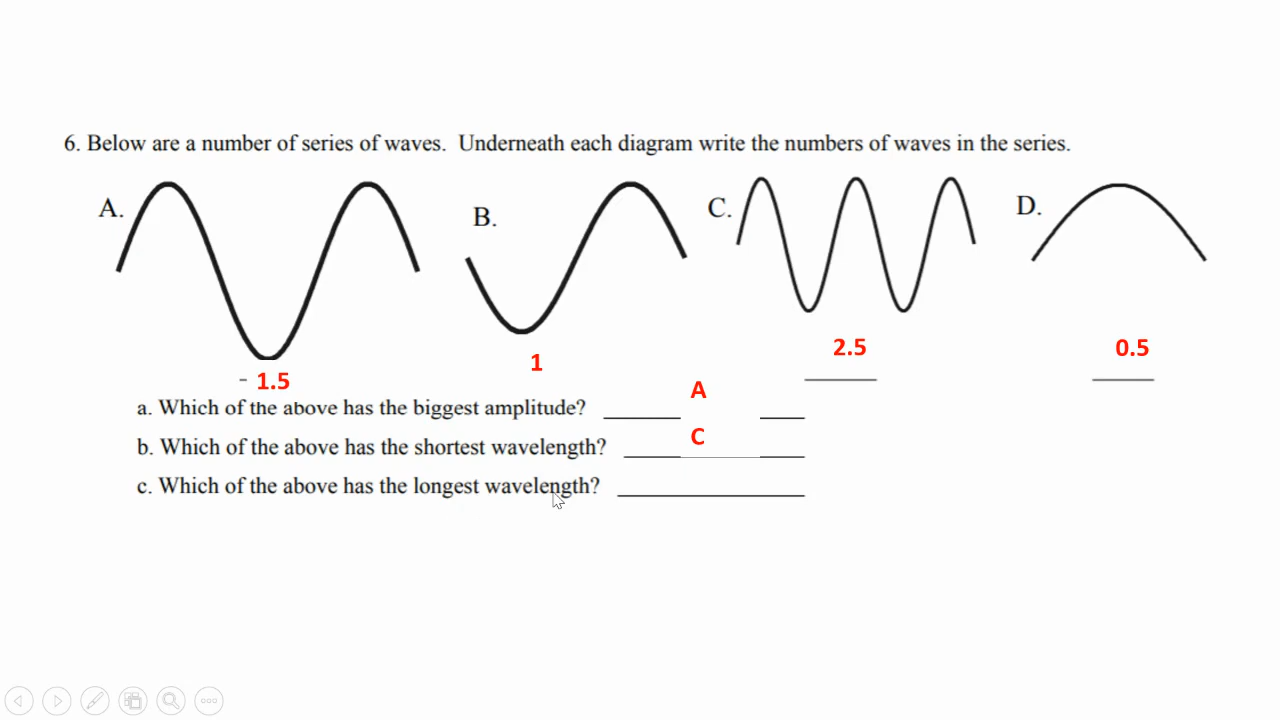 6. Below are a number of series of waves. Underneath each diagram write the numbers of waves in the series.
A.
B.
C.
D.
1.5
1
2.5
0.5
a. Which of the above has the biggest amplitude? A
b. Which of the above has the shortest wavelength? C
c. Which of the above has the longest wavelength?